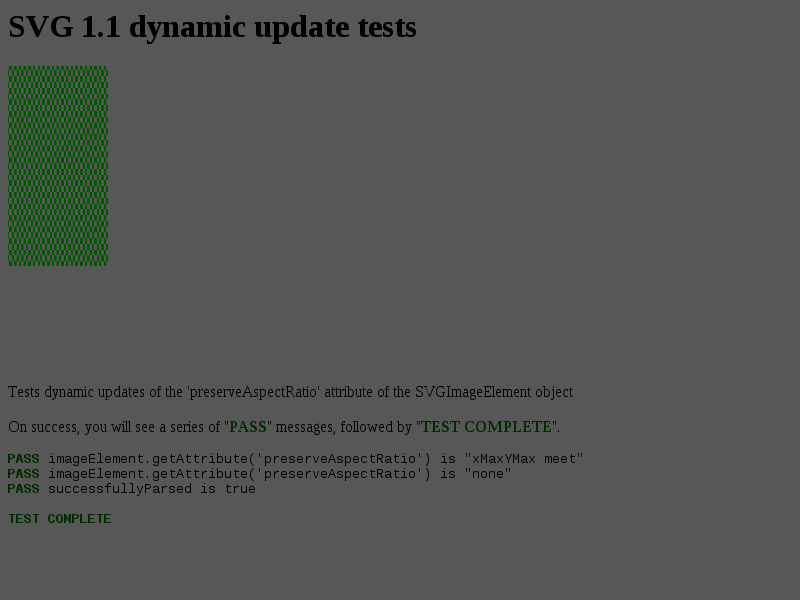 SVG 1.1 dynamic update tests
Tests dynamic updates of the 'preserveAspectRatio' attribute of the SVGImageElement object
On success, you will see a series of "PASS" messages, followed by "TEST COMPLETE".
PASS imageElement.getAttribute('preserveAspectRatio') is "xMaxYMax meet"
PASS imageElement.getAttribute('preserveAspectRatio') is "none"
PASS successfullyParsed is true
TEST COMPLETE